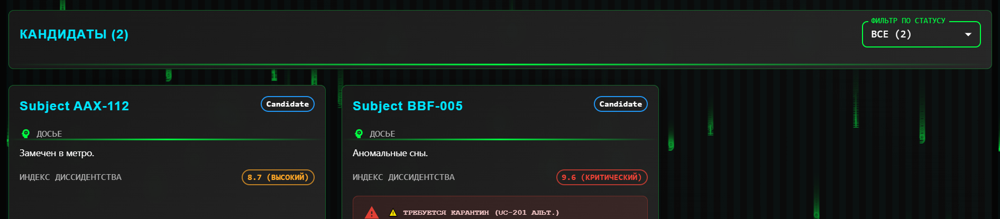 ФИЛЬТР ПО СТАТУСУ
КАНДИДАТЫ (2)
ВСЕ (2)
Subject AAX-112
Candidate
ДОСЬЕ
Замечен в метро.
ИНДЕКС ДИССИДЕНТСТВА
8.7 (ВЫСОКИЙ)
Subject BBF-005
Candidate
ДОСЬЕ
Аномальные сны.
ИНДЕКС ДИССИДЕНТСТВА
9.6 (КРИТИЧЕСКИЙ)
⚠ ТРЕБУЕТСЯ КАРАНТИН (UC-201 АЛЬТ.)